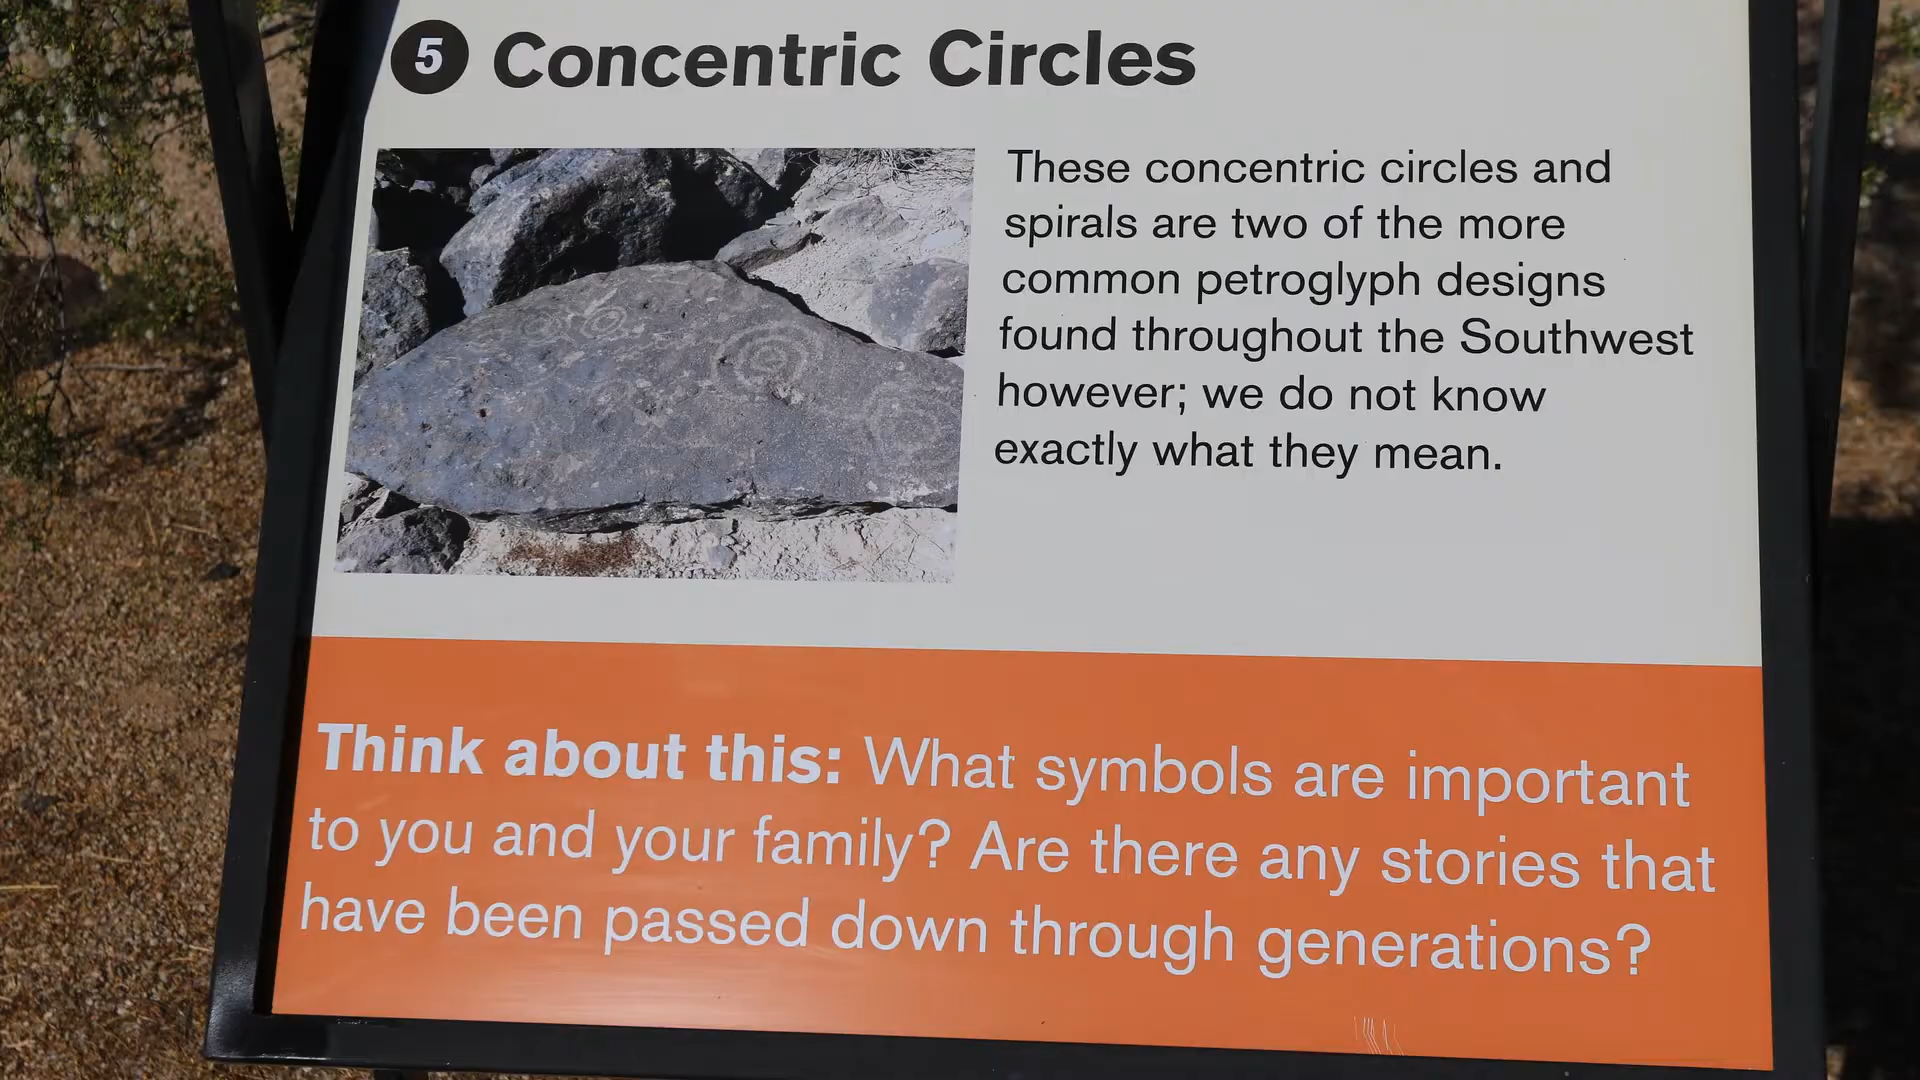 5 Concentric Circles
These concentric circles and
spirals are two of the more
common petroglyph designs
found throughout the Southwest
however; we do not know
exactly what they mean.
Think about this: What symbols are important
to you and your family? Are there any stories that
have been passed down through generations?